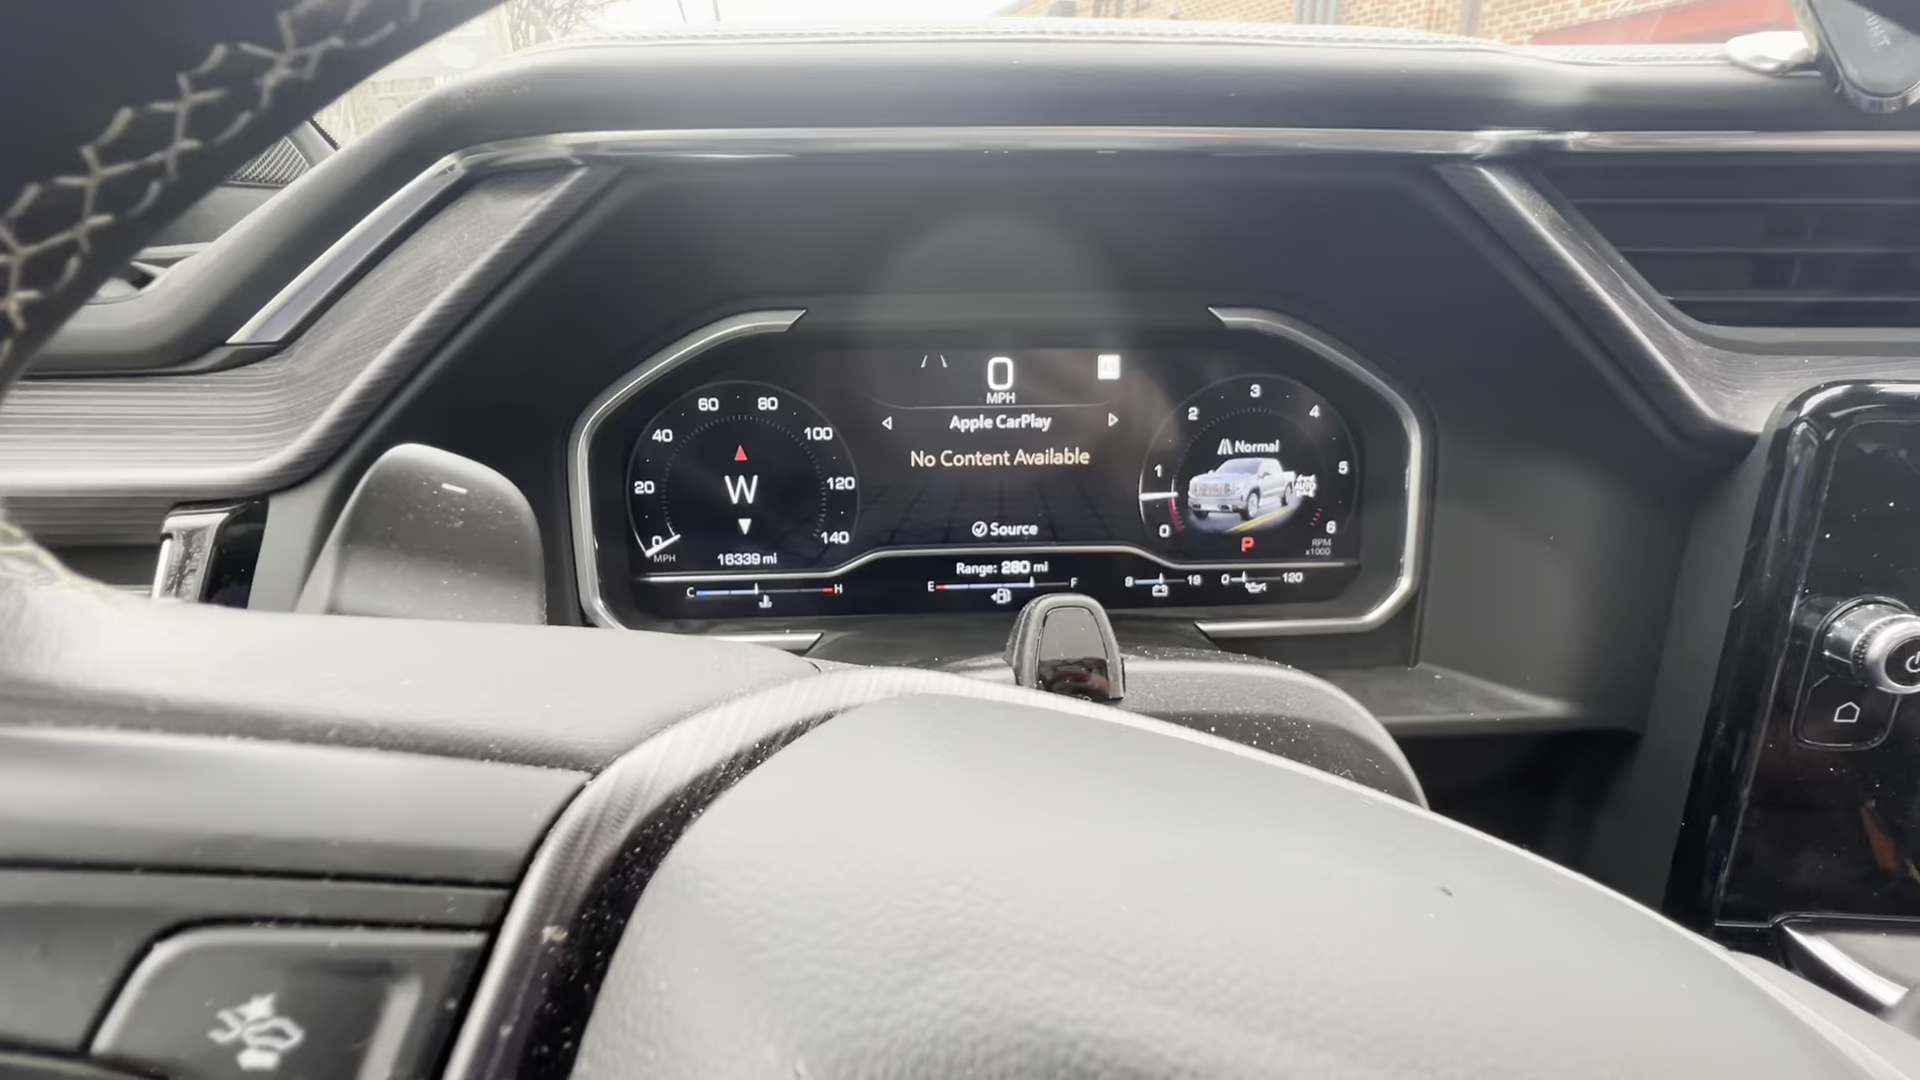 0
MPH
Apple CarPlay
No Content Available
Source
0
20
40
60
80
100
120
140
MPH
W
16339 mi
0
1
2
3
4
5
6
RPM
x1000
Normal
AUTO
P
Range: 280 mi
C H
E F
9 19
0 120